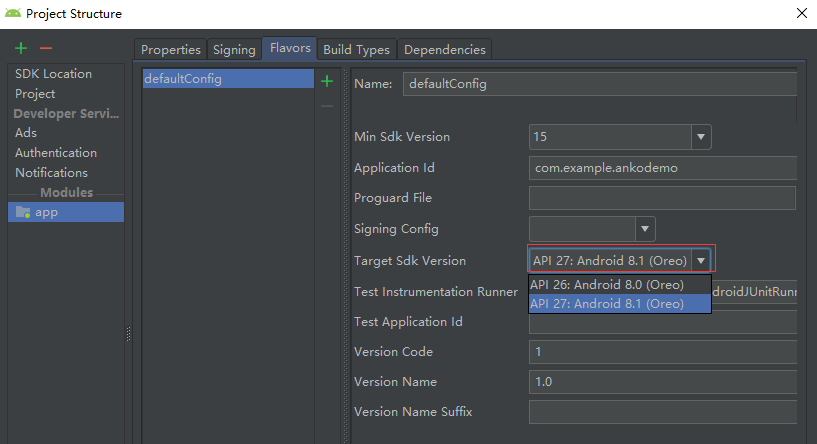 Project Structure
Properties Signing Flavors Build Types Dependencies
SDK Location
Project
Developer Servi...
Ads
Authentication
Notifications
Modules
app
defaultConfig
Name: defaultConfig
Min Sdk Version 15
Application Id com.example.ankodemo
Proguard File
Signing Config
Target Sdk Version API 27: Android 8.1 (Oreo)
API 26: Android 8.0 (Oreo)
Test Instrumentation Runner droidJUnitRunn
API 27: Android 8.1 (Oreo)
Test Application Id
Version Code 1
Version Name 1.0
Version Name Suffix